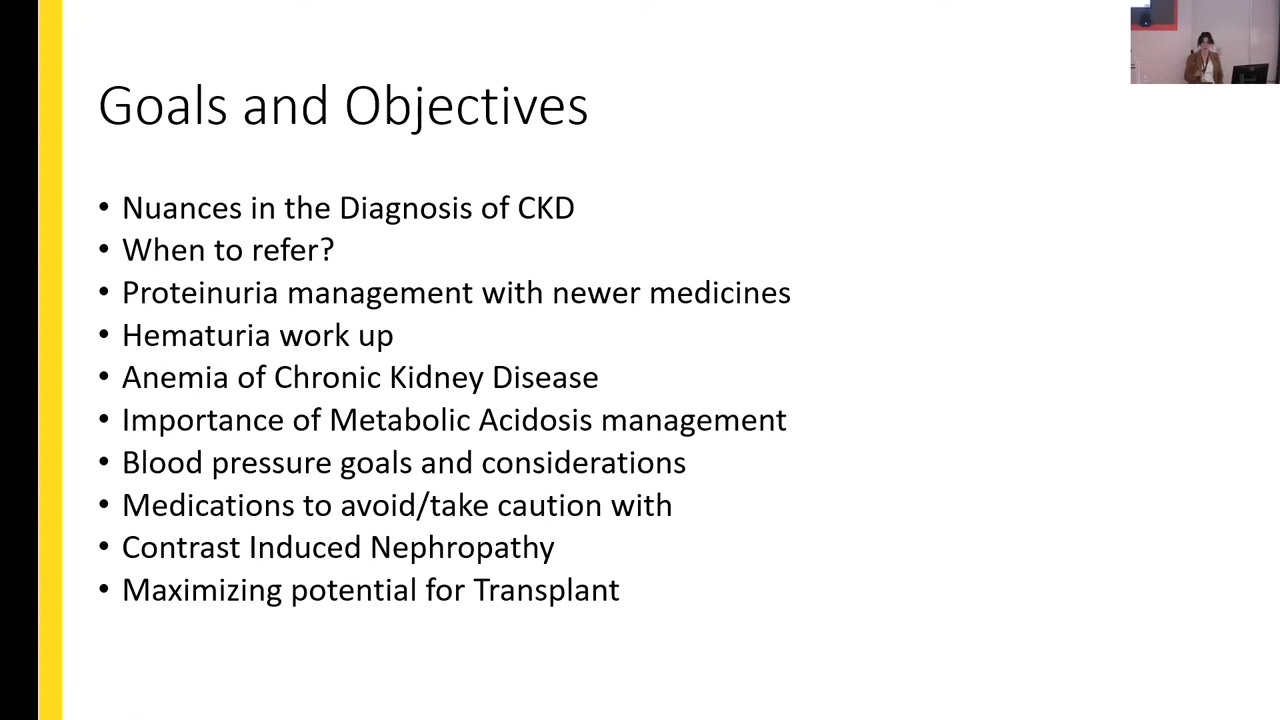 Goals and Objectives
• Nuances in the Diagnosis of CKD
• When to refer?
• Proteinuria management with newer medicines
• Hematuria work up
• Anemia of Chronic Kidney Disease
• Importance of Metabolic Acidosis management
• Blood pressure goals and considerations
• Medications to avoid/take caution with
• Contrast Induced Nephropathy
• Maximizing potential for Transplant